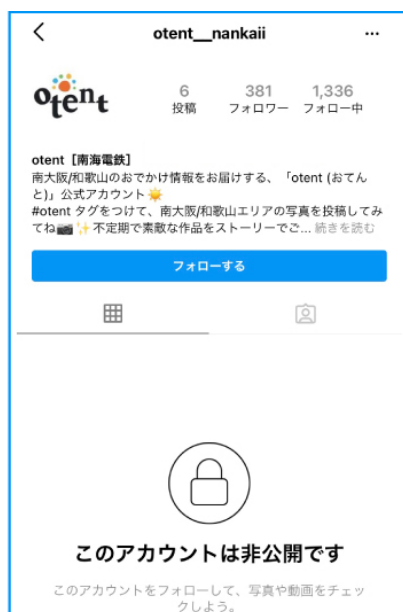 otent__nankaii
...
otent
6 381 1,336
投稿 フォロワー フォロー中
otent［南海電鉄］
南大阪/和歌山のおでかけ情報をお届けする、「otent (おてん
と)」公式アカウント☀️
#otent タグをつけて、南大阪/和歌山エリアの写真を投稿してみ
てね📷✨不定期で素敵な作品をストーリーでご... 続きを読む
フォローする
このアカウントは非公開です
このアカウントをフォローして、写真や動画をチェッ
クしよう。